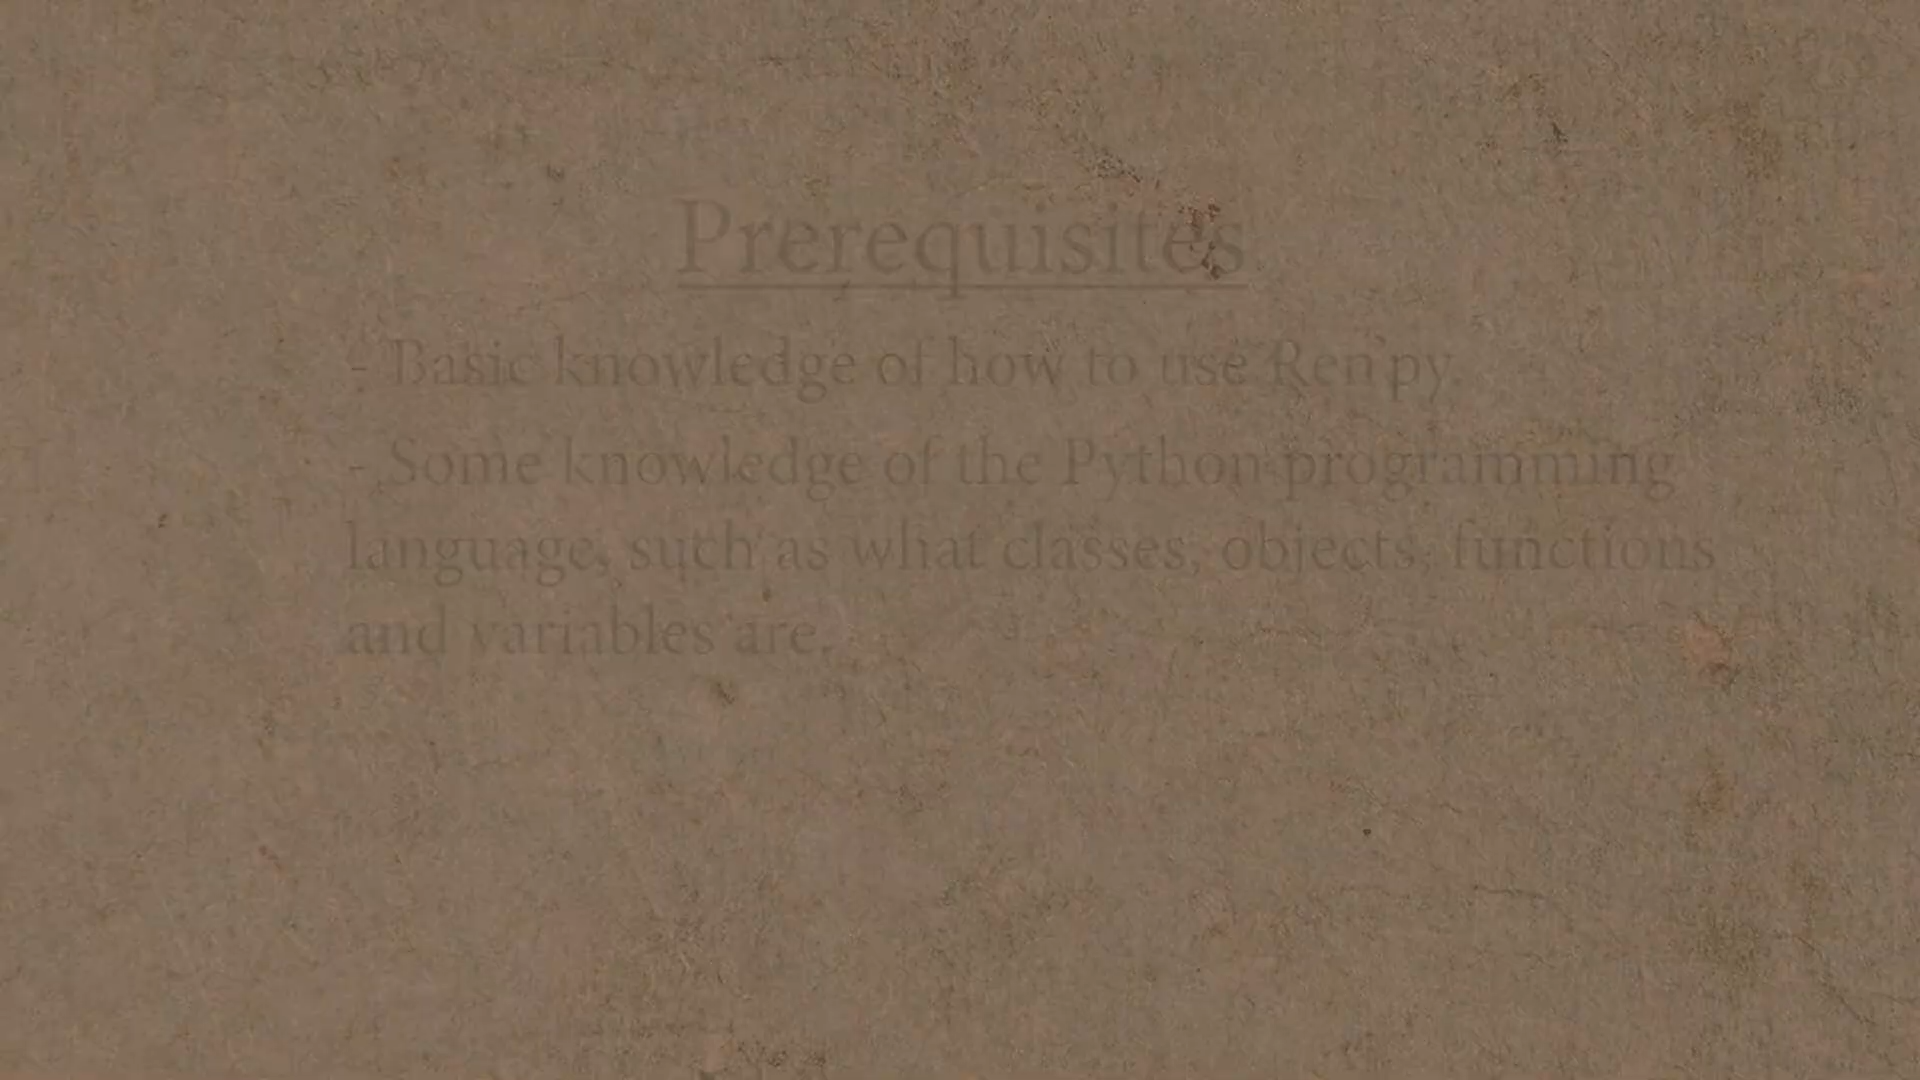 Prerequisites
- Basic knowledge of how to use Ren'py.
- Some knowledge of the Python programming
language, such as what classes, objects, functions
and variables are.